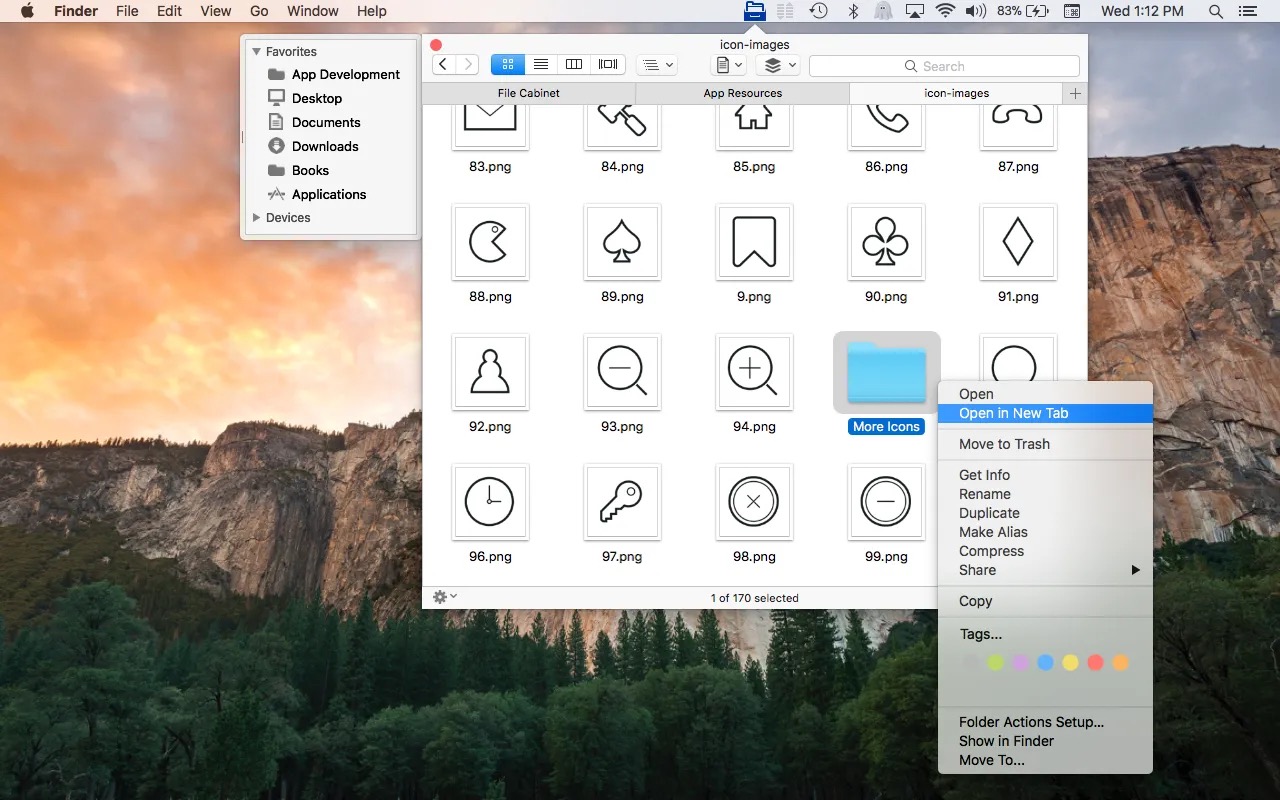 Finder File Edit View Go Window Help 83% Wed 1:12 PM
icon-images
Search
File Cabinet App Resources icon-images
Favorites
App Development
Desktop
Documents
Downloads
Books
Applications
Devices
83.png 84.png 85.png 86.png 87.png
88.png 89.png 9.png 90.png 91.png
92.png 93.png 94.png More Icons
96.png 97.png 98.png 99.png
1 of 170 selected
Open
Open in New Tab
Move to Trash
Get Info
Rename
Duplicate
Make Alias
Compress
Share
Copy
Tags...
Folder Actions Setup...
Show in Finder
Move To...